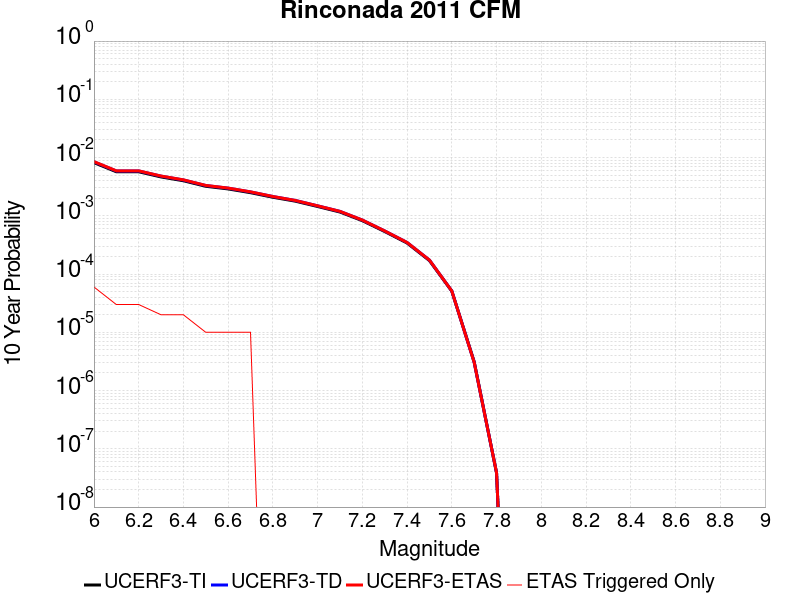 Rinconada 2011 CFM
10 Year Probability
10^0
10^-1
10^-2
10^-3
10^-4
10^-5
10^-6
10^-7
10^-8
6 6.2 6.4 6.6 6.8 7 7.2 7.4 7.6 7.8 8 8.2 8.4 8.6 8.8 9
Magnitude
UCERF3-TI UCERF3-TD UCERF3-ETAS ETAS Triggered Only